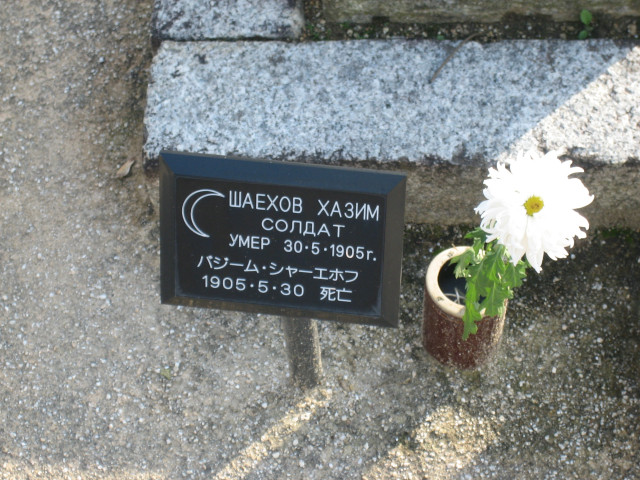 ШАЕХОВ ХАЗИМ
СОЛДАТ
УМЕР 30·5·1905г.
パジーム・シャーエホフ
1905·5·30 死亡